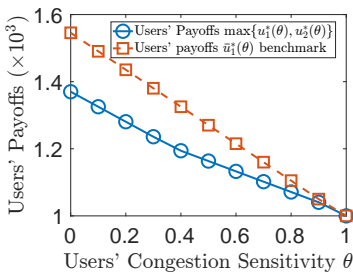 Users' Payoffs (×10³)
1.6
1.4
1.2
1
Users' Payoffs max{u₁*(θ), u₂*(θ)}
Users' payoffs ū₁*(θ) benchmark
0 0.2 0.4 0.6 0.8 1
Users' Congestion Sensitivity θ